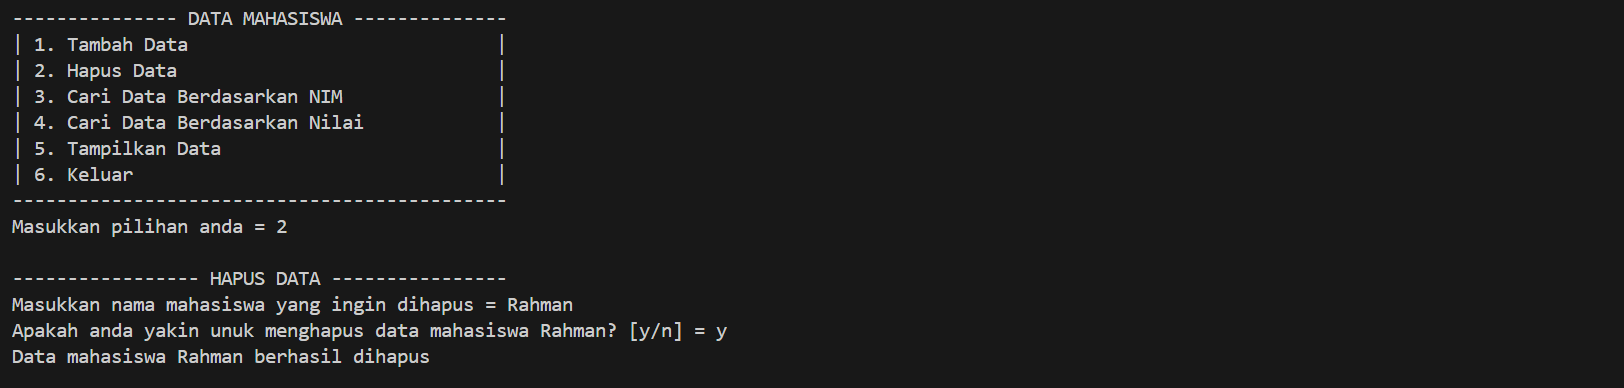 --------------- DATA MAHASISWA --------------
| 1. Tambah Data                            |
| 2. Hapus Data                             |
| 3. Cari Data Berdasarkan NIM              |
| 4. Cari Data Berdasarkan Nilai            |
| 5. Tampilkan Data                         |
| 6. Keluar                                 |
---------------------------------------------
Masukkan pilihan anda = 2

----------------- HAPUS DATA ----------------
Masukkan nama mahasiswa yang ingin dihapus = Rahman
Apakah anda yakin unuk menghapus data mahasiswa Rahman? [y/n] = y
Data mahasiswa Rahman berhasil dihapus